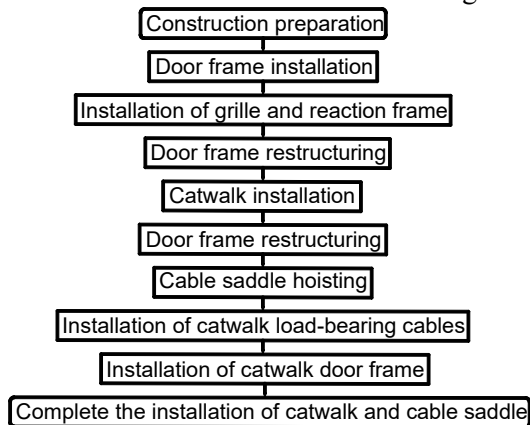 Construction preparation
Door frame installation
Installation of grille and reaction frame
Door frame restructuring
Catwalk installation
Door frame restructuring
Cable saddle hoisting
Installation of catwalk load-bearing cables
Installation of catwalk door frame
Complete the installation of catwalk and cable saddle